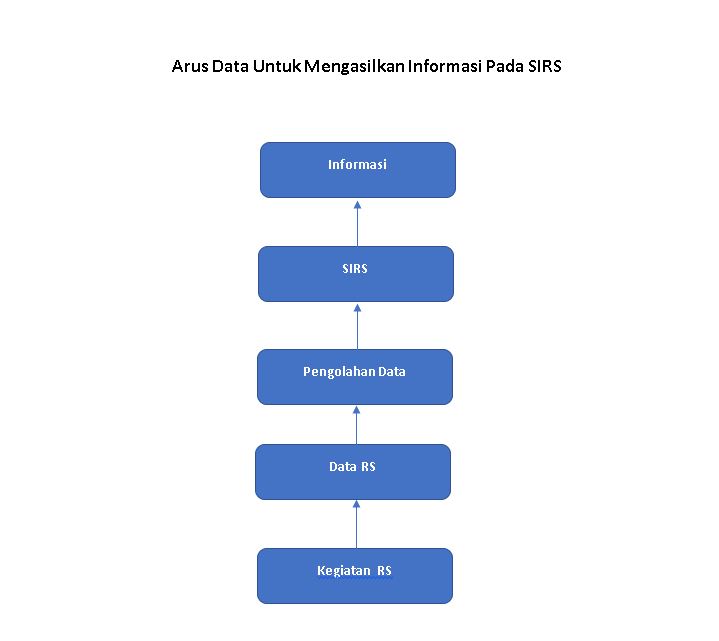 Arus Data Untuk Mengasilkan Informasi Pada SIRS
Informasi
SIRS
Pengolahan Data
Data RS
Kegiatan RS